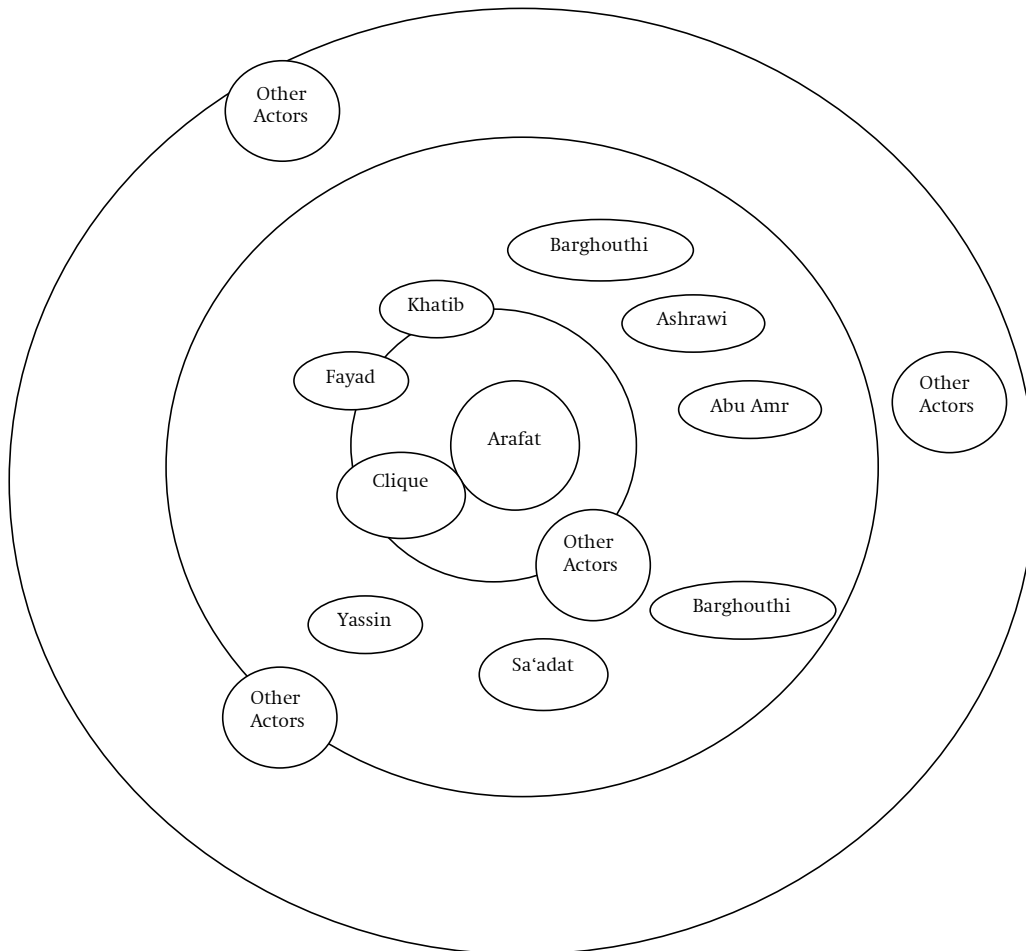 Other
Actors
Barghouthi
Khatib
Ashrawi
Fayad
Other
Actors
Abu Amr
Arafat
Clique
Other
Actors
Barghouthi
Yassin
Sa‘adat
Other
Actors